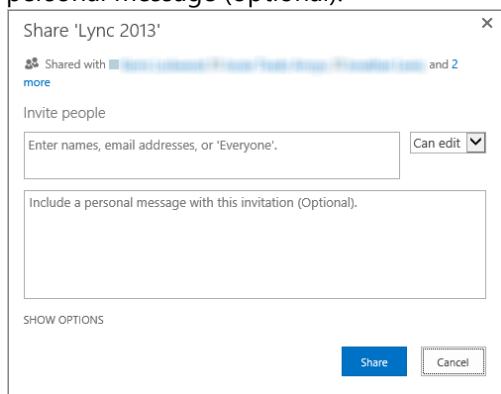 personal message (optional).
Share 'Lync 2013'
Shared with and 2
more
Invite people
Enter names, email addresses, or 'Everyone'.
Can edit
Include a personal message with this invitation (Optional).
SHOW OPTIONS
Share Cancel